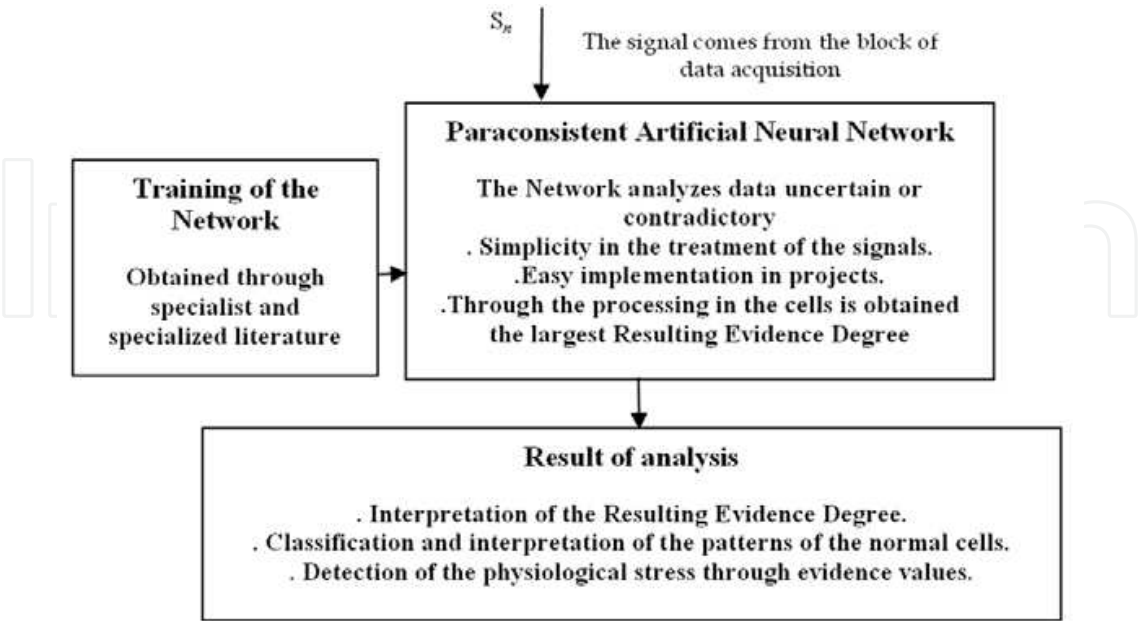 Sn
The signal comes from the block of
data acquisition
Paraconsistent Artificial Neural Network
The Network analyzes data uncertain or
contradictory
. Simplicity in the treatment of the signals.
.Easy implementation in projects.
.Through the processing in the cells is obtained
the largest Resulting Evidence Degree
Training of the
Network
Obtained through
specialist and
specialized literature
Result of analysis
. Interpretation of the Resulting Evidence Degree.
. Classification and interpretation of the patterns of the normal cells.
. Detection of the physiological stress through evidence values.